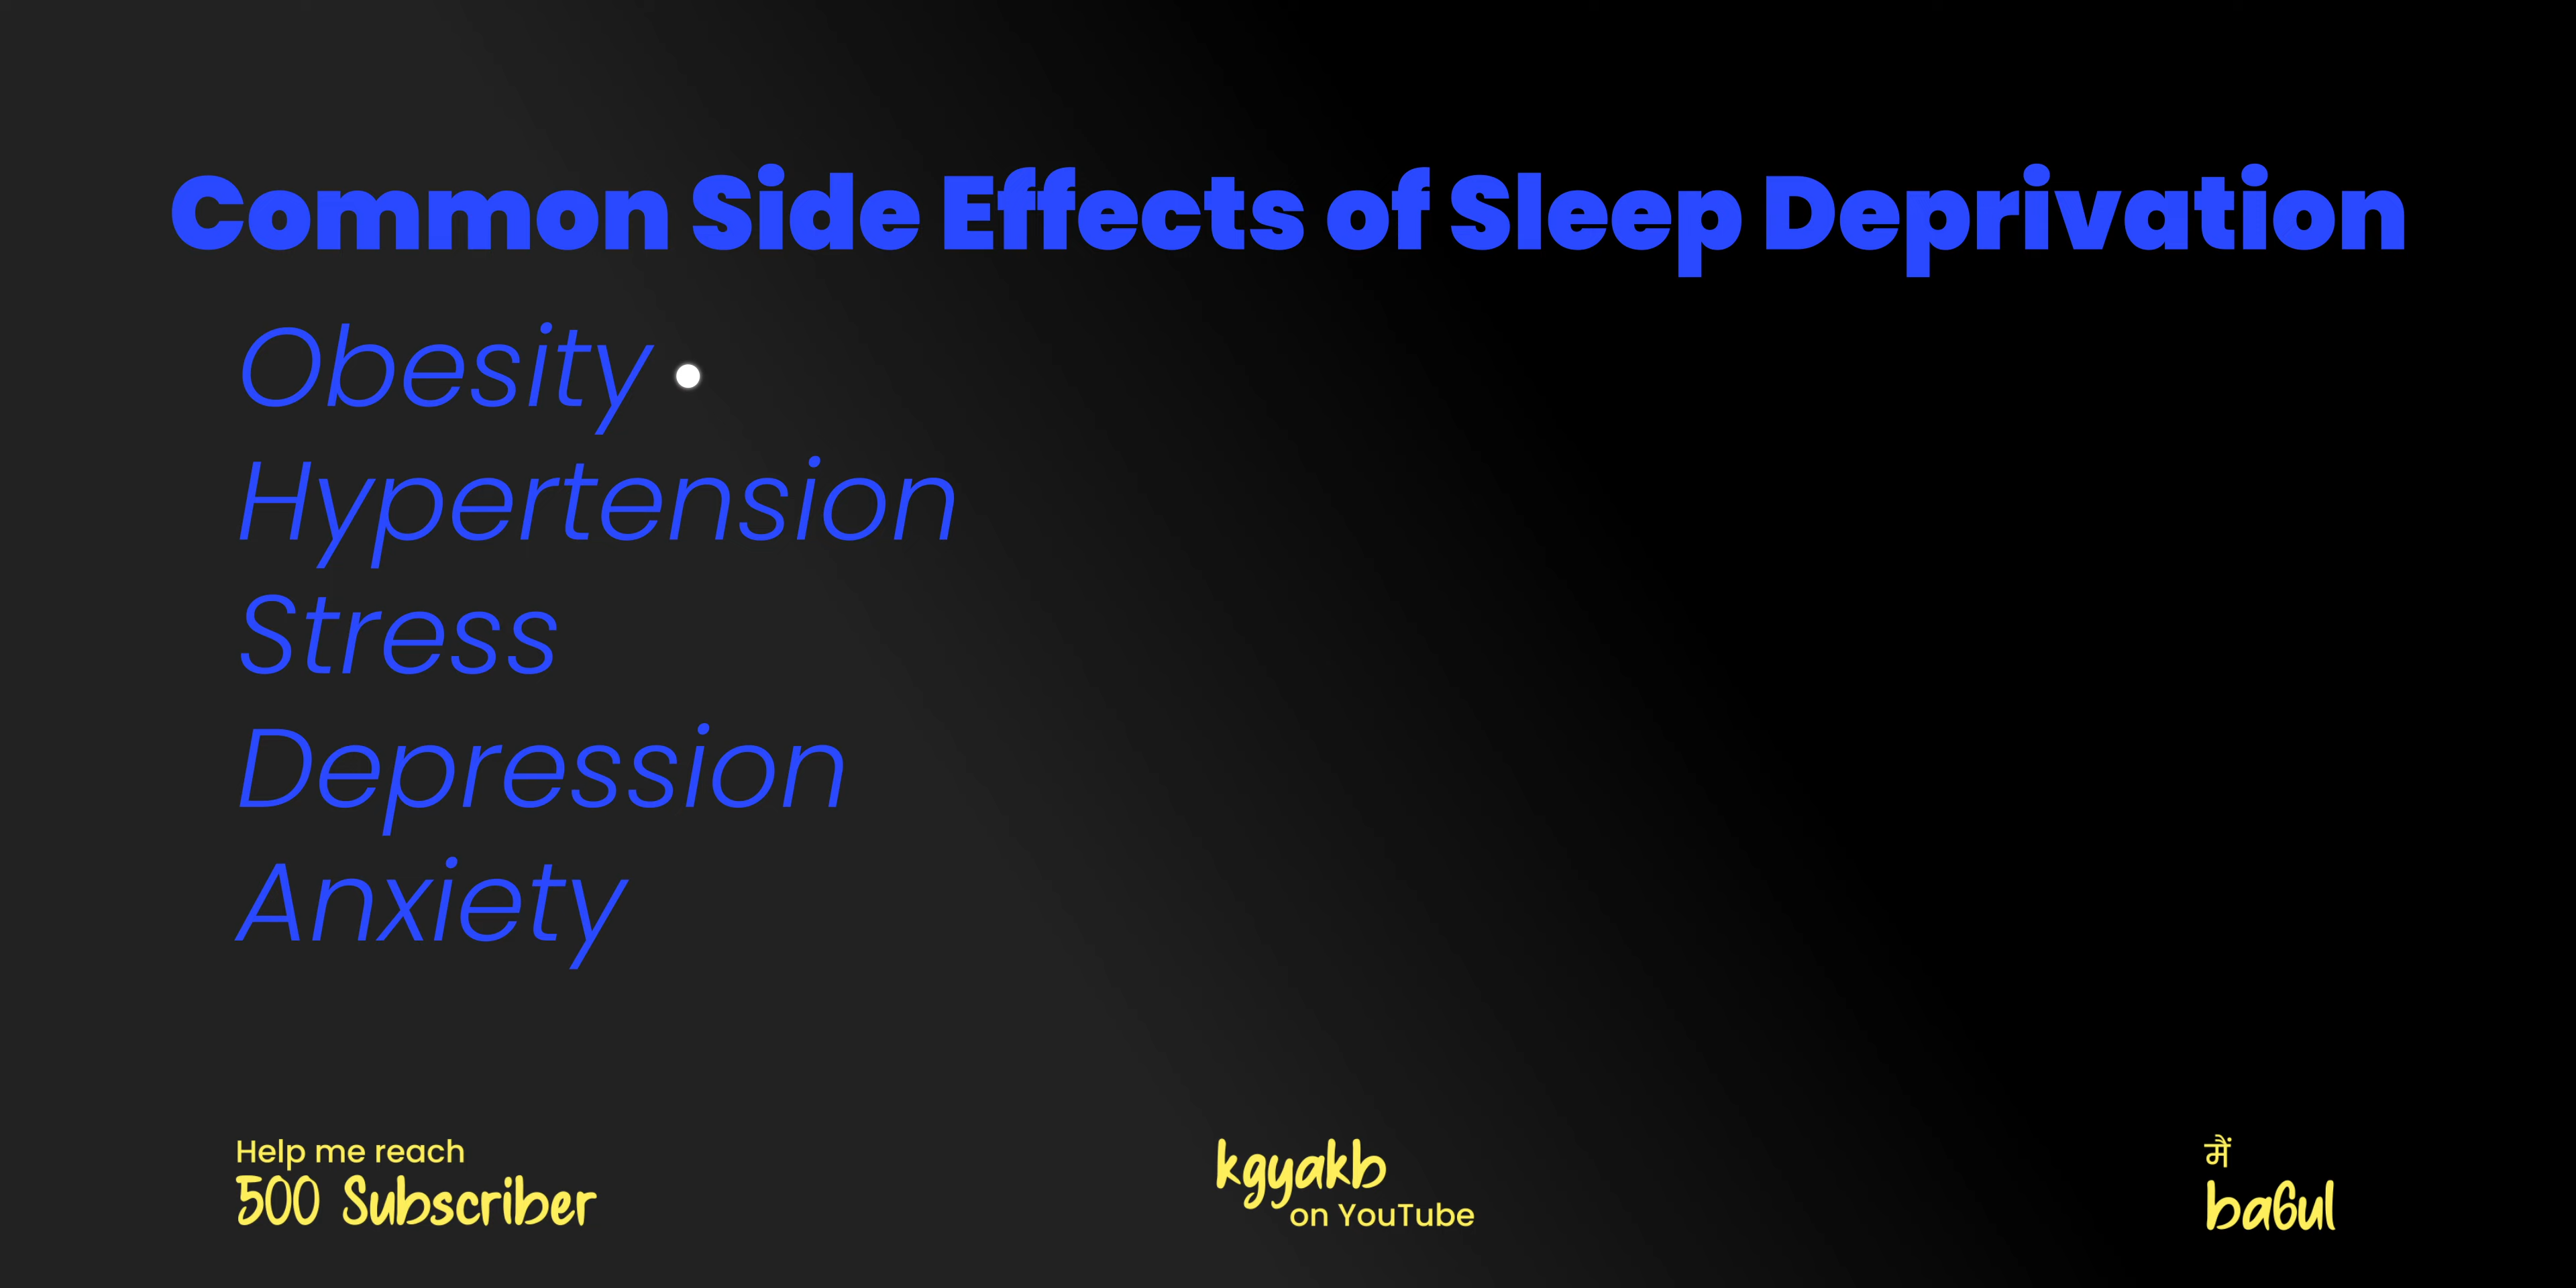 Common Side Effects of Sleep Deprivation
Obesity
Hypertension
Stress
Depression
Anxiety
Help me reach
500 Subscriber
kgyakb
on YouTube
मैं
ba6ul